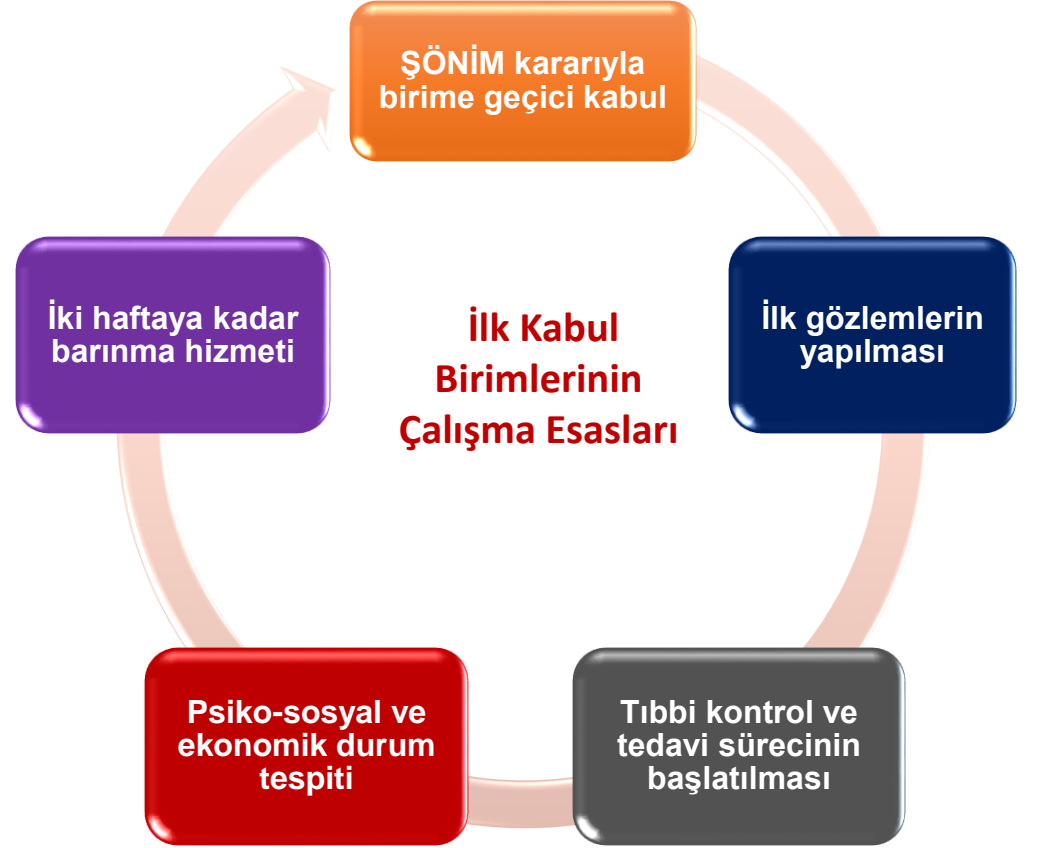 ŞÖNİM kararıyla
birime geçici kabul
İki haftaya kadar
barınma hizmeti
İlk Kabul
Birimlerinin
Çalışma Esasları
İlk gözlemlerin
yapılması
Psiko-sosyal ve
ekonomik durum
tespiti
Tıbbi kontrol ve
tedavi sürecinin
başlatılması